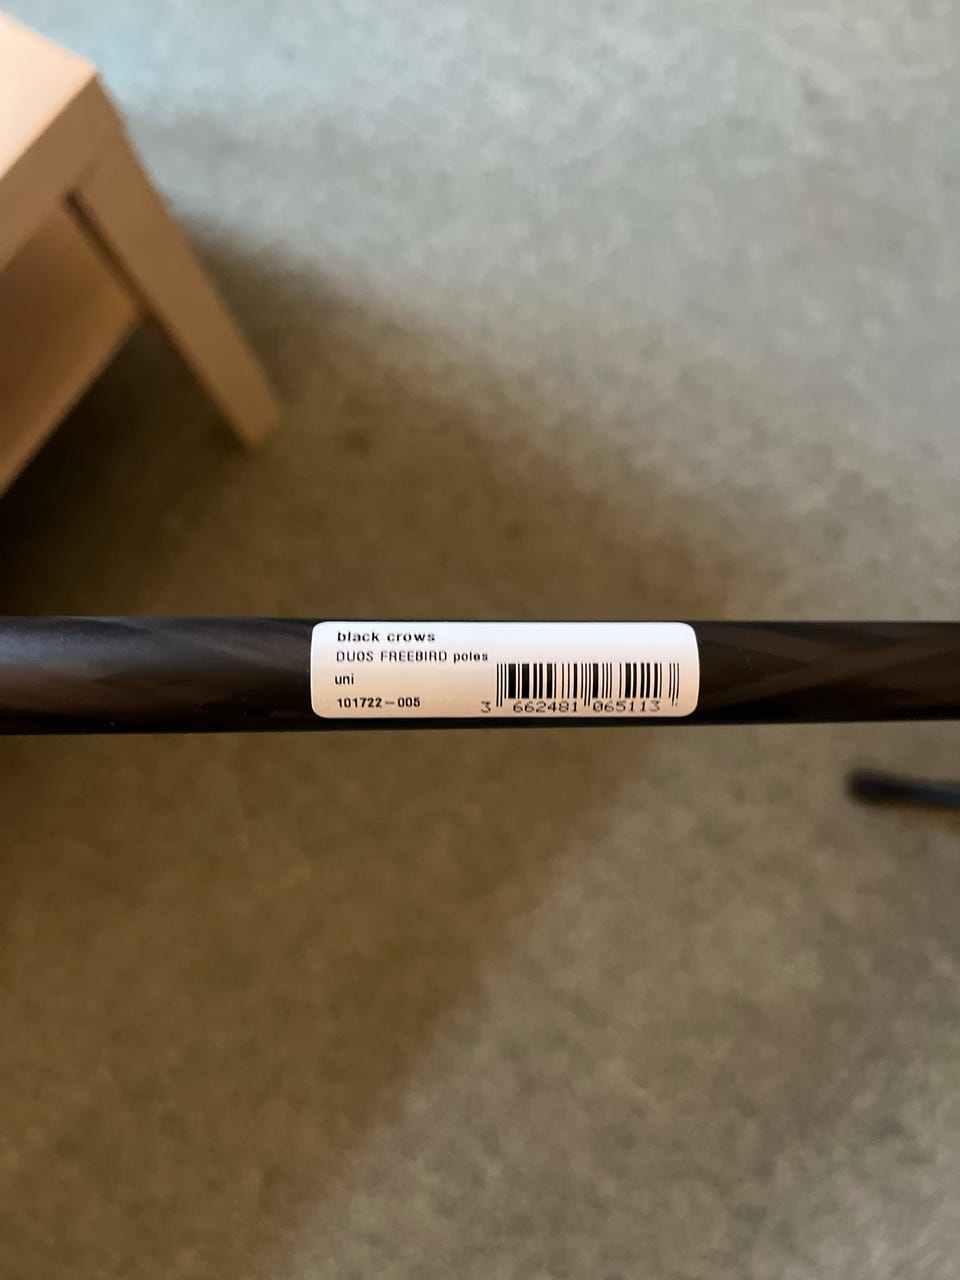 black crows
DUOS FREEBIRD poles
uni
101722-005
3 662481 065113